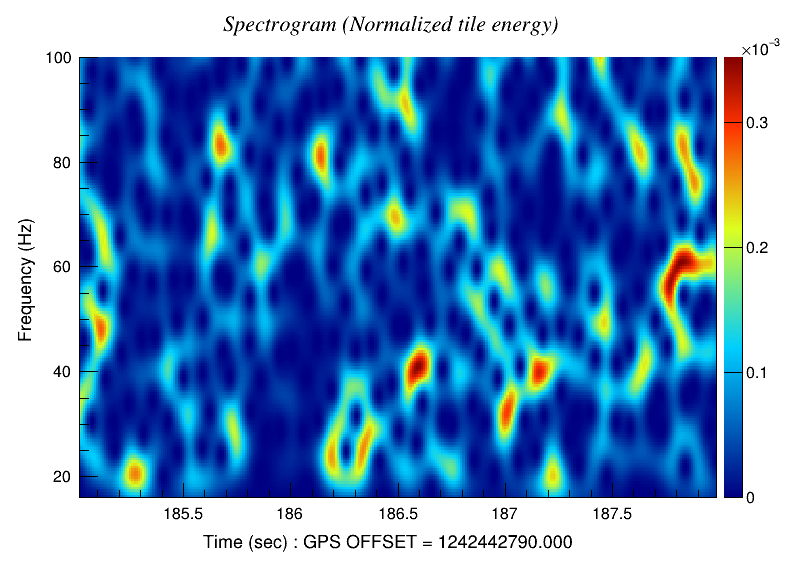 Spectrogram (Normalized tile energy)
×10⁻³
100
80
60
40
20
Frequency (Hz)
0.3
0.2
0.1
0
185.5 186 186.5 187 187.5
Time (sec) : GPS OFFSET = 1242442790.000